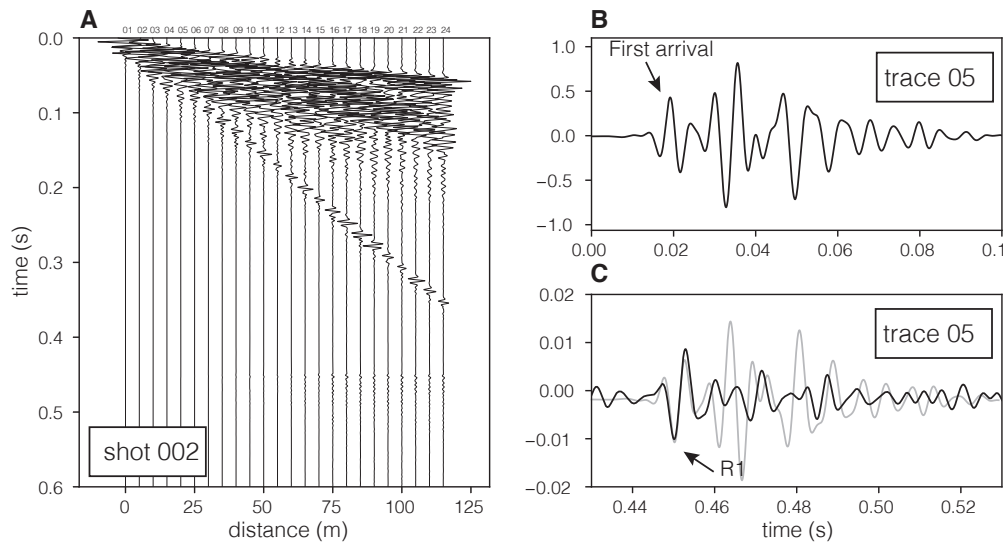 A
01 02 03 04 05 06 07 08 09 10 11 12 13 14 15 16 17 18 19 20 21 22 23 24
0.0
0.1
0.2
0.3
0.4
0.5
0.6
time (s)
shot 002
0 25 50 75 100 125
distance (m)
B
1.0
0.5
0.0
−0.5
−1.0
First arrival
trace 05
0.00 0.02 0.04 0.06 0.08 0.1
C
0.02
0.01
0.00
−0.01
−0.02
trace 05
R1
0.44 0.46 0.48 0.50 0.52
time (s)